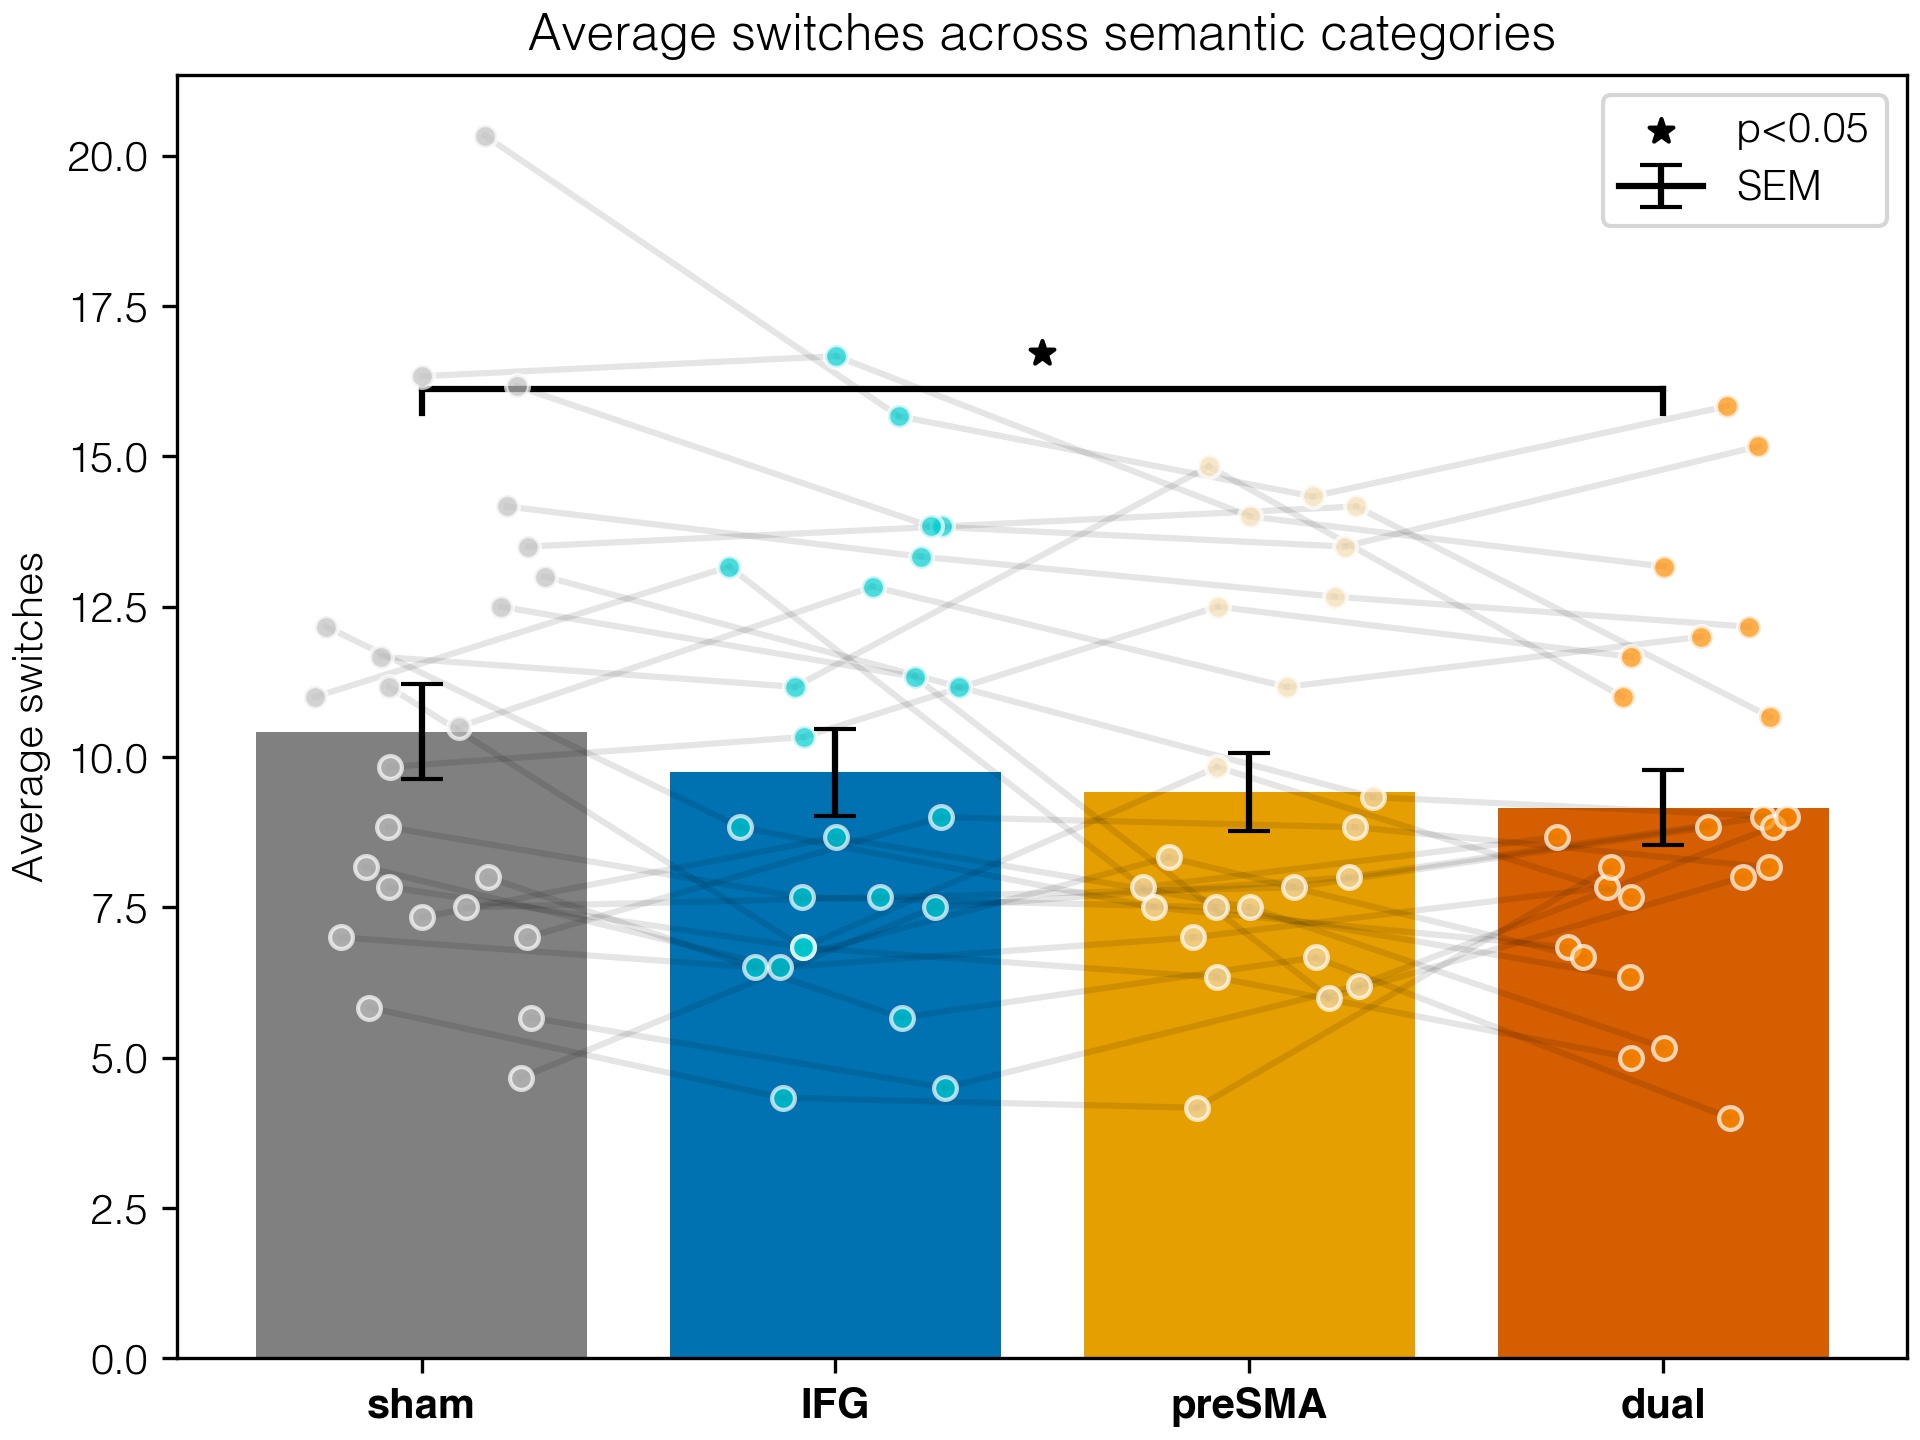 Average switches across semantic categories
p<0.05
SEM
Average switches
20.0
17.5
15.0
12.5
10.0
7.5
5.0
2.5
0.0
sham
IFG
preSMA
dual